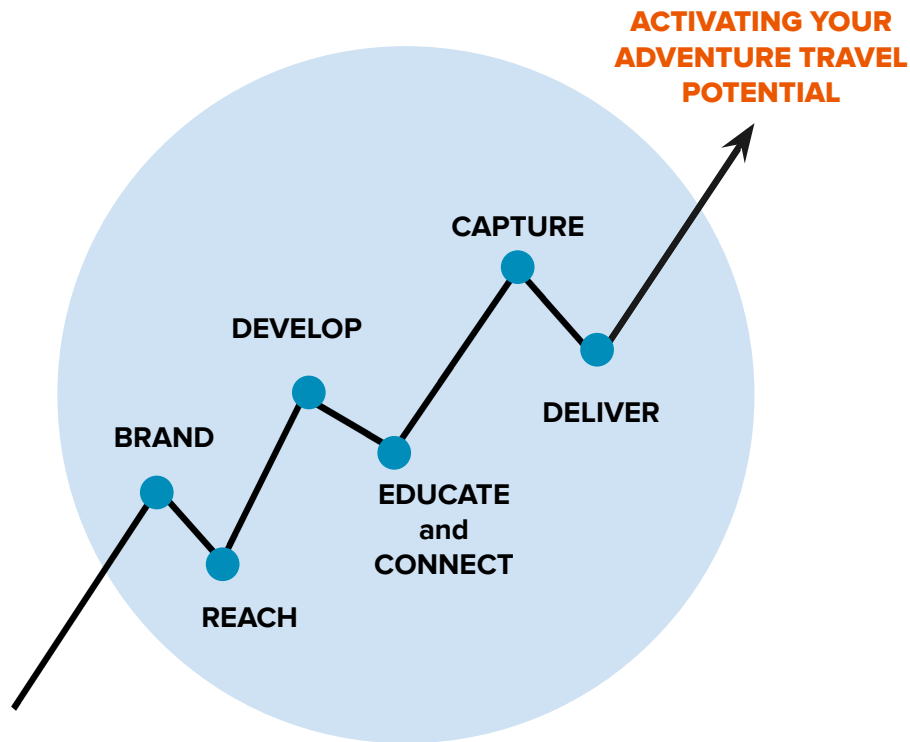 ACTIVATING YOUR
ADVENTURE TRAVEL
POTENTIAL
CAPTURE
DEVELOP
DELIVER
BRAND
EDUCATE
and
CONNECT
REACH